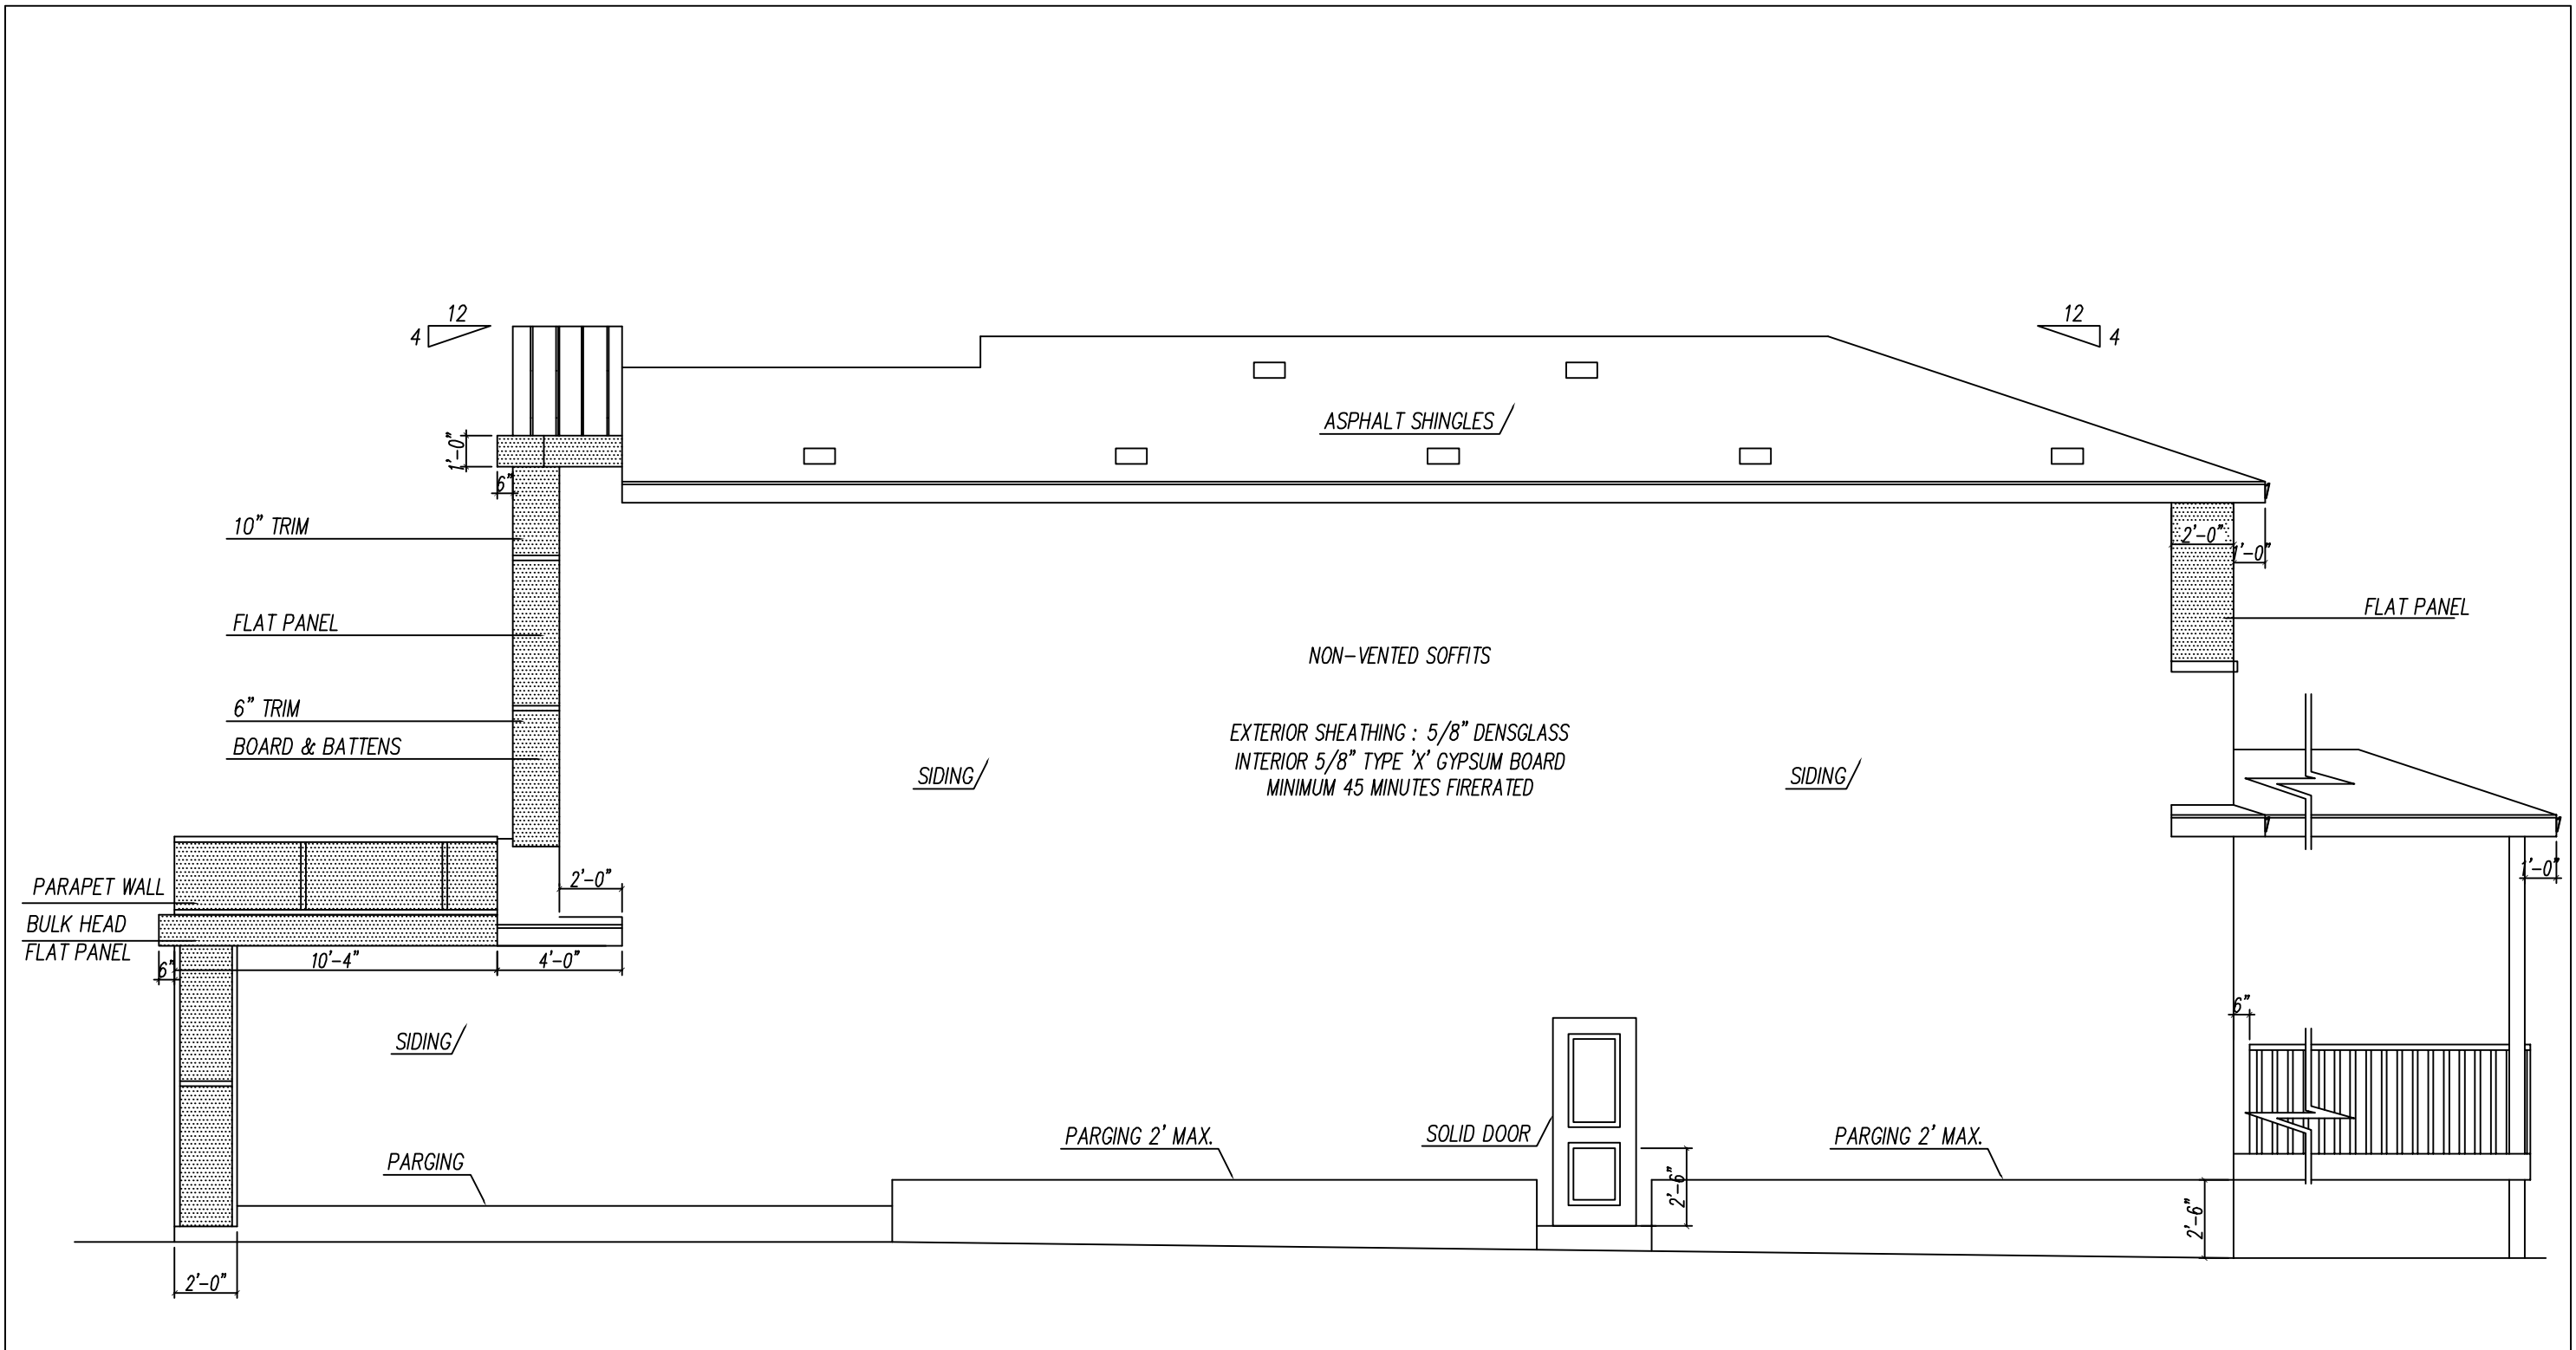 12
4
12
4
1'-0"
ASPHALT SHINGLES
6"
10" TRIM
2'-0"
1'-0"
FLAT PANEL
FLAT PANEL
NON-VENTED SOFFITS
6" TRIM
BOARD & BATTENS
EXTERIOR SHEATHING : 5/8" DENSGLASS
INTERIOR 5/8" TYPE 'X' GYPSUM BOARD
MINIMUM 45 MINUTES FIRERATED
SIDING
SIDING
PARAPET WALL
2'-0"
1'-0"
BULK HEAD
FLAT PANEL
6"
10'-4"
4'-0"
6"
SIDING
PARGING
PARGING 2' MAX.
SOLID DOOR
PARGING 2' MAX.
2'-6"
2'-6"
2'-0"